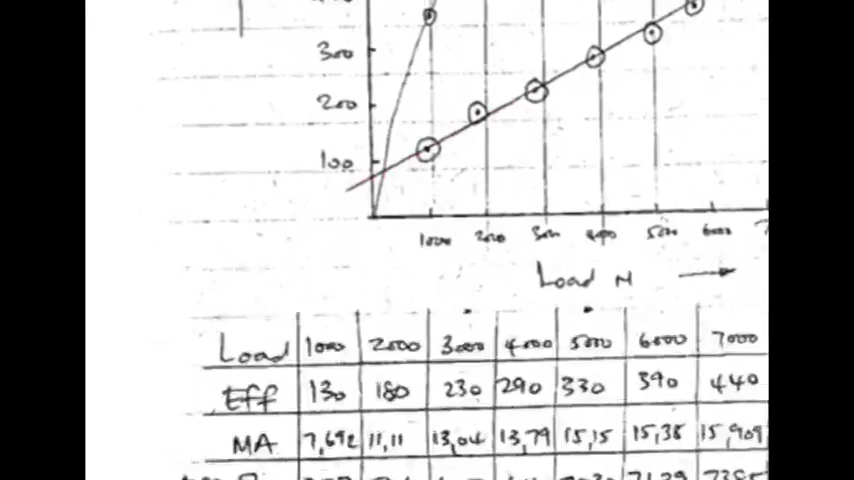 300
200
100
1000 2000 3000 4000 5000 6000
Load N
Load 1000 2000 3000 4000 5000 6000 7000
Eff 130 180 230 290 330 390 440
MA 7,692 11,11 13,04 13,79 15,15 15,38 15,909